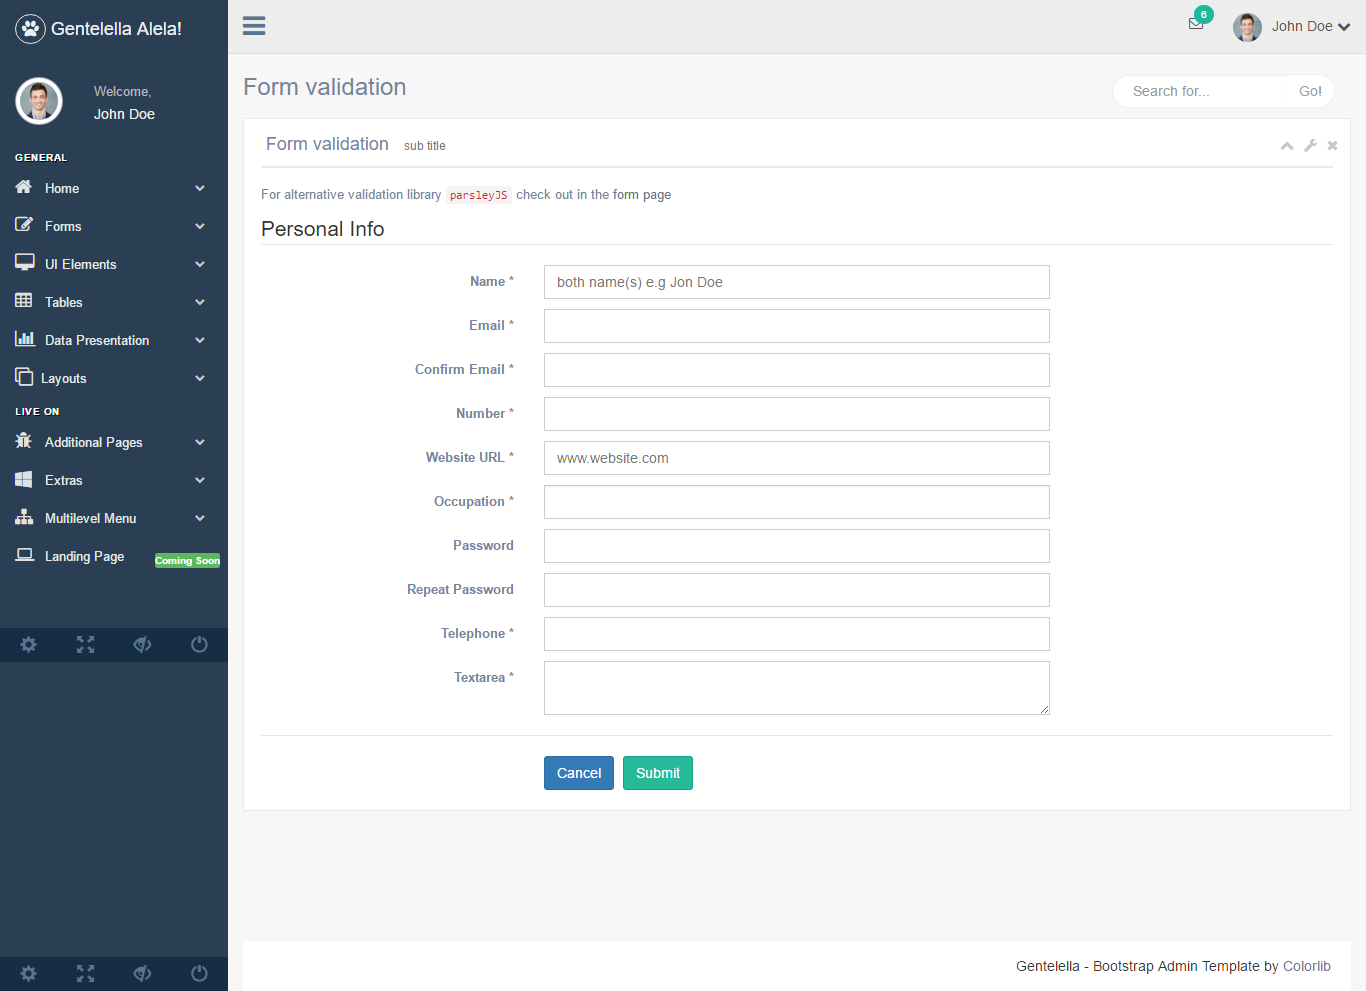 Gentelella Alela!
6
John Doe
Welcome,
John Doe
GENERAL
Home
Forms
UI Elements
Tables
Data Presentation
Layouts
LIVE ON
Additional Pages
Extras
Multilevel Menu
Landing Page
Coming Soon
Form validation
Search for...
Go!
Form validation sub title
For alternative validation library parsleyJS check out in the form page
Personal Info
Name *
both name(s) e.g Jon Doe
Email *
Confirm Email *
Number *
Website URL *
www.website.com
Occupation *
Password
Repeat Password
Telephone *
Textarea *
Cancel
Submit
Gentelella - Bootstrap Admin Template by Colorlib